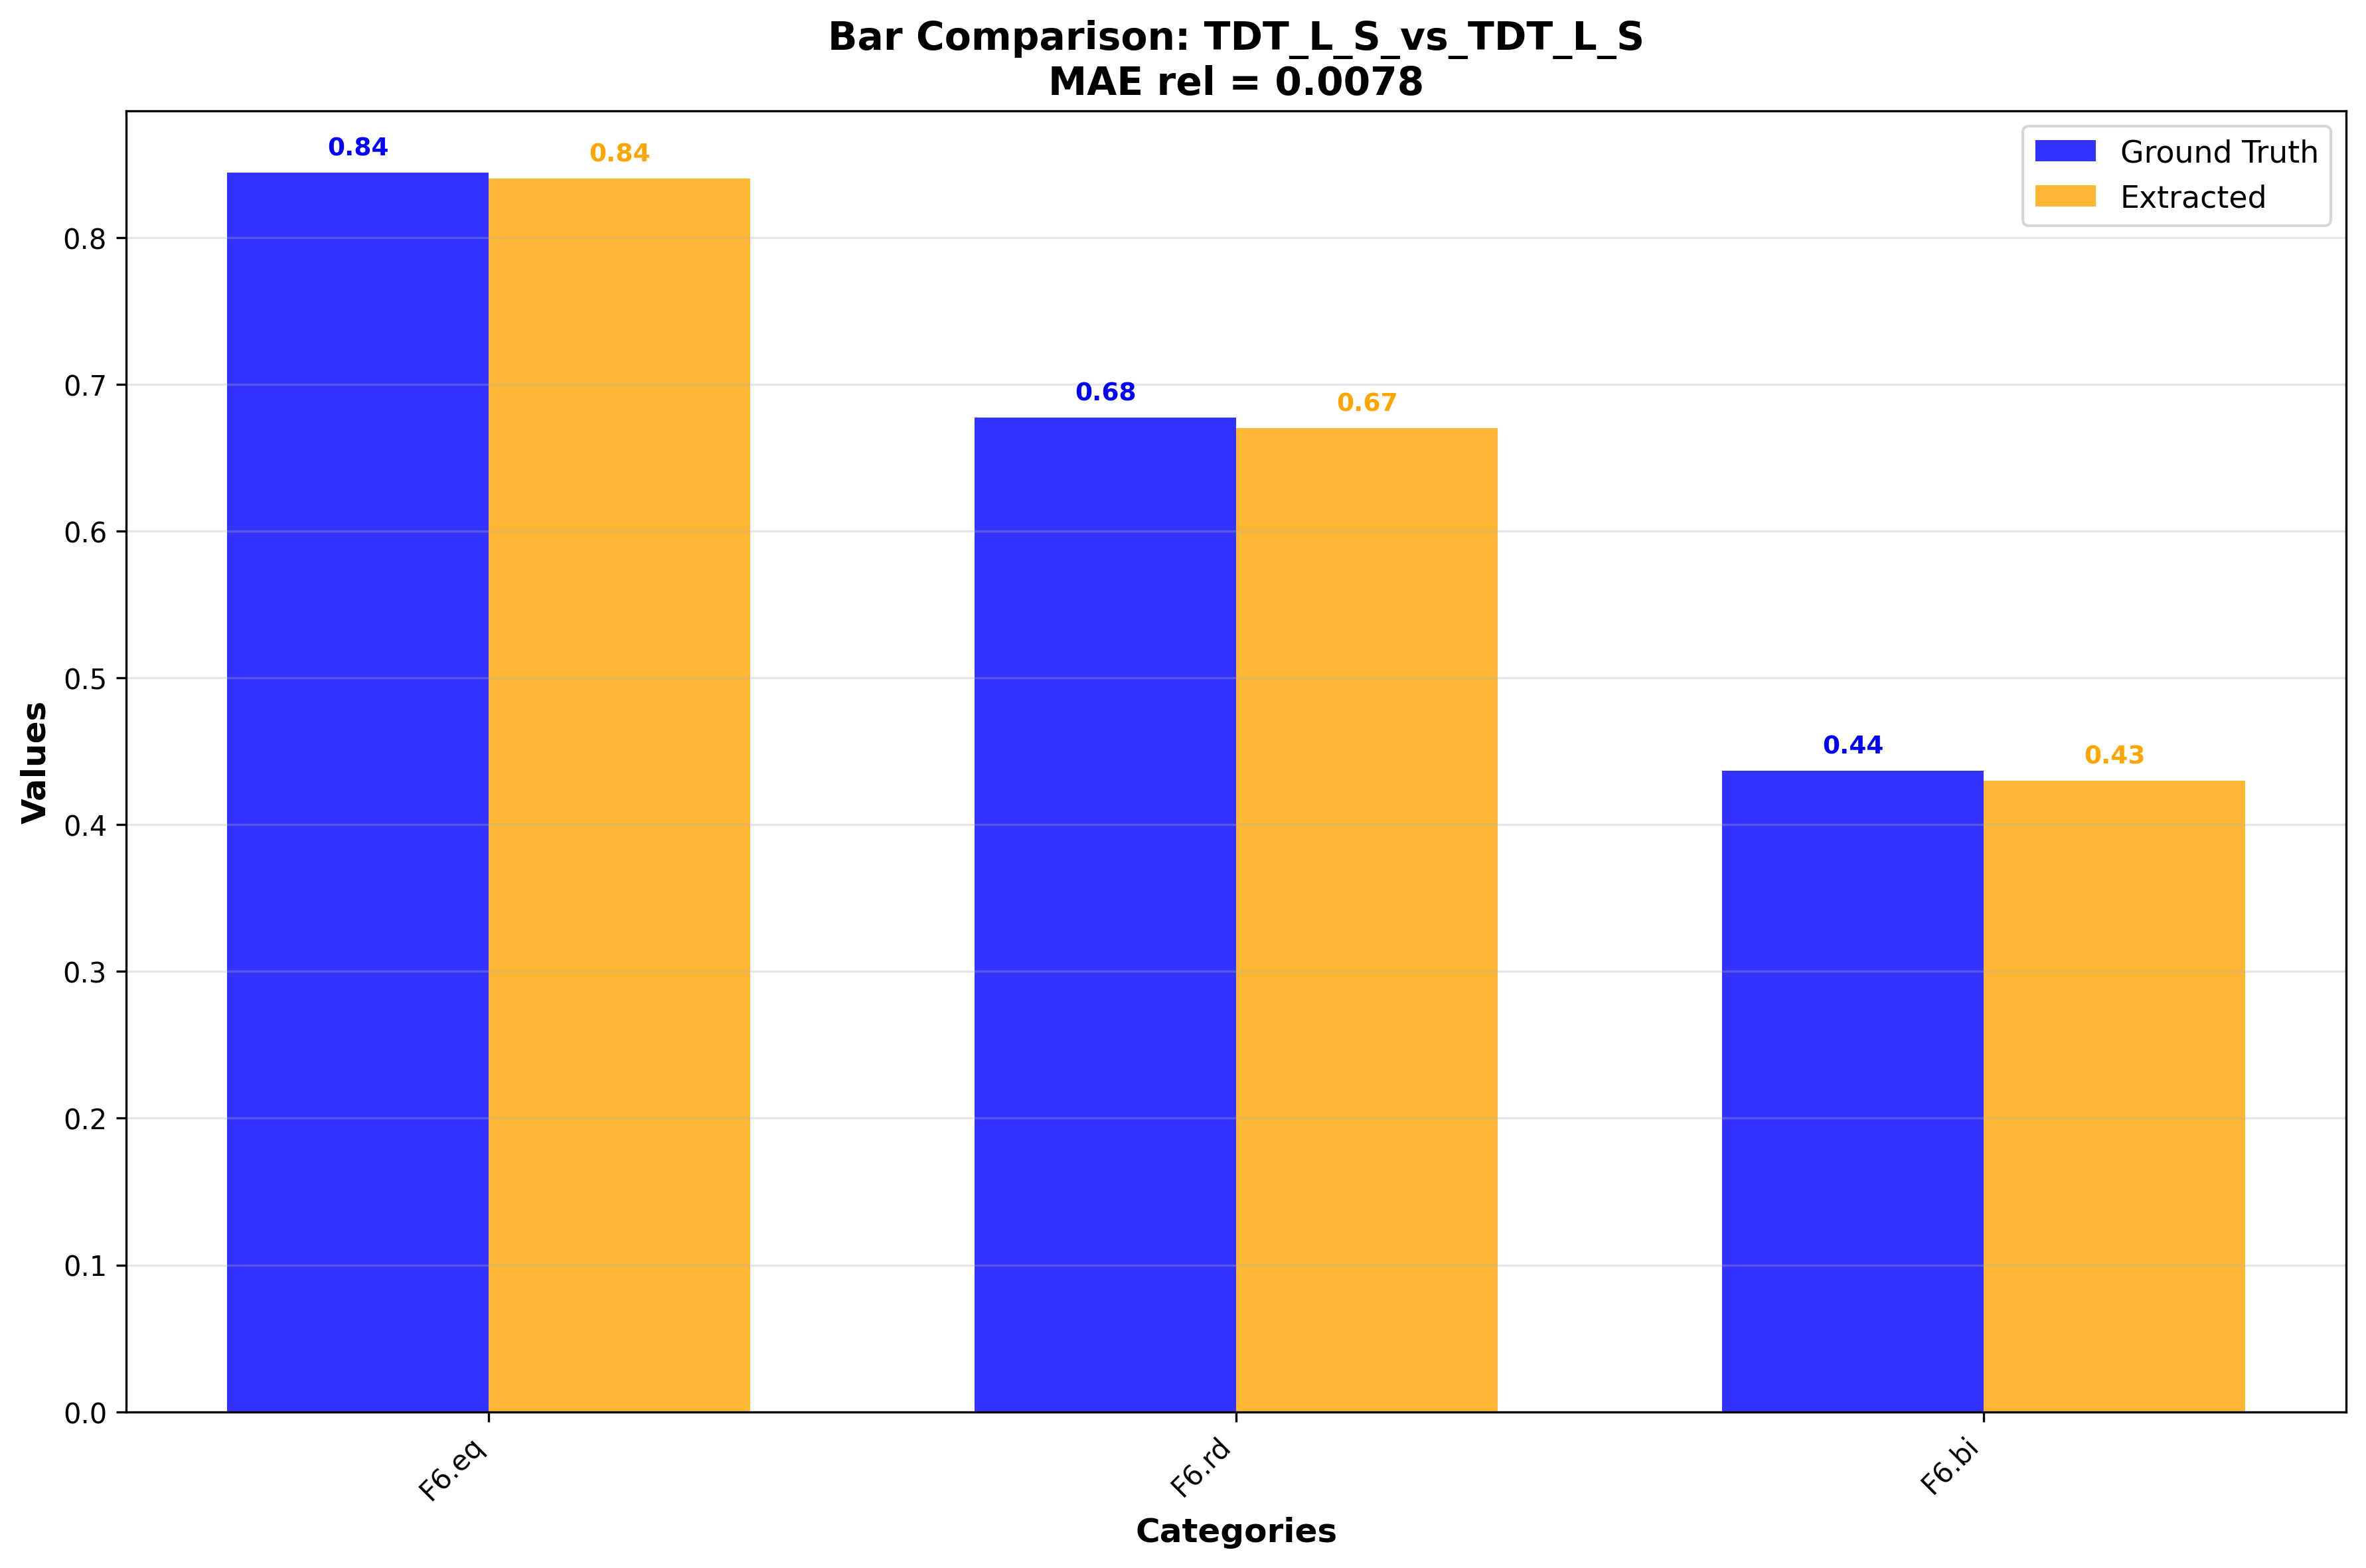 Bar Comparison: TDT_L_S_vs_TDT_L_S
MAE rel = 0.0078
Ground Truth
Extracted
0.84
0.84
0.68
0.67
0.44
0.43
Values
0.8
0.7
0.6
0.5
0.4
0.3
0.2
0.1
0.0
F6.eq
F6.rd
F6.bi
Categories